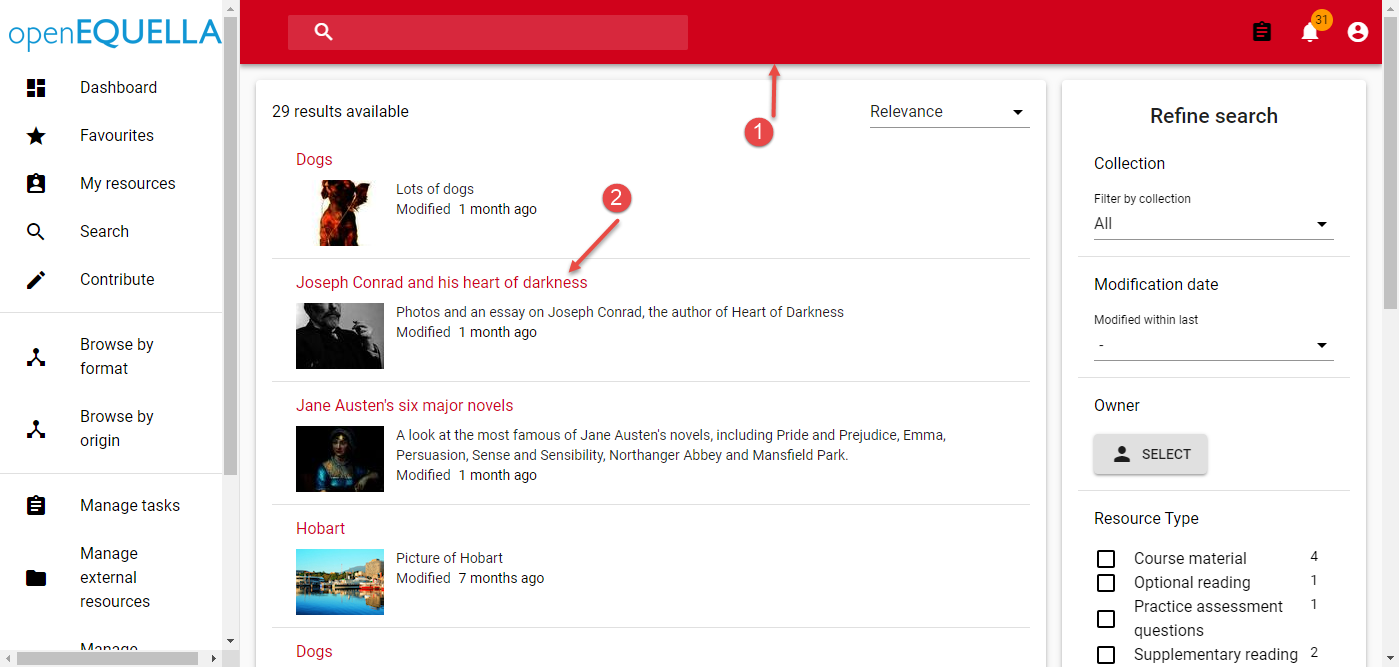 openEQUELLA
Dashboard
Favourites
My resources
Search
Contribute
Browse by
format
Browse by
origin
Manage tasks
Manage
external
resources
Manage
31
29 results available
Relevance
1
Dogs
Lots of dogs
Modified 1 month ago
2
Joseph Conrad and his heart of darkness
Photos and an essay on Joseph Conrad, the author of Heart of Darkness
Modified 1 month ago
Jane Austen's six major novels
A look at the most famous of Jane Austen's novels, including Pride and Prejudice, Emma,
Persuasion, Sense and Sensibility, Northanger Abbey and Mansfield Park.
Modified 1 month ago
Hobart
Picture of Hobart
Modified 7 months ago
Dogs
Refine search
Collection
Filter by collection
All
Modification date
Modified within last
-
Owner
SELECT
Resource Type
Course material 4
Optional reading 1
Practice assessment 1
questions
Supplementary reading 2